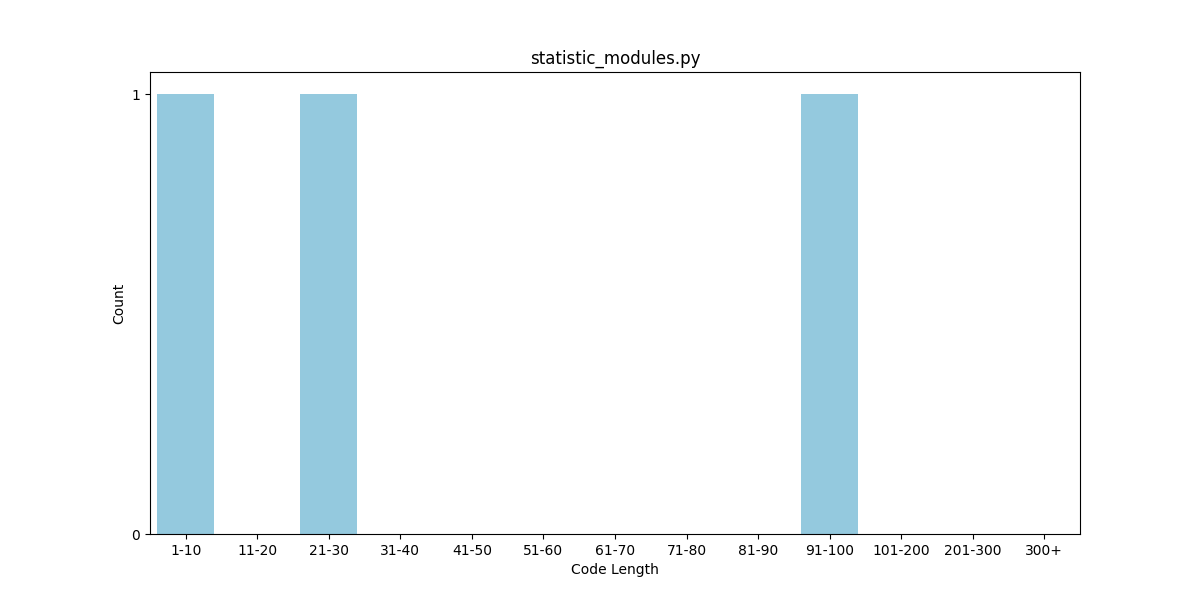 statistic_modules.py
1
Count
0
1-10 11-20 21-30 31-40 41-50 51-60 61-70 71-80 81-90 91-100 101-200 201-300 300+
Code Length